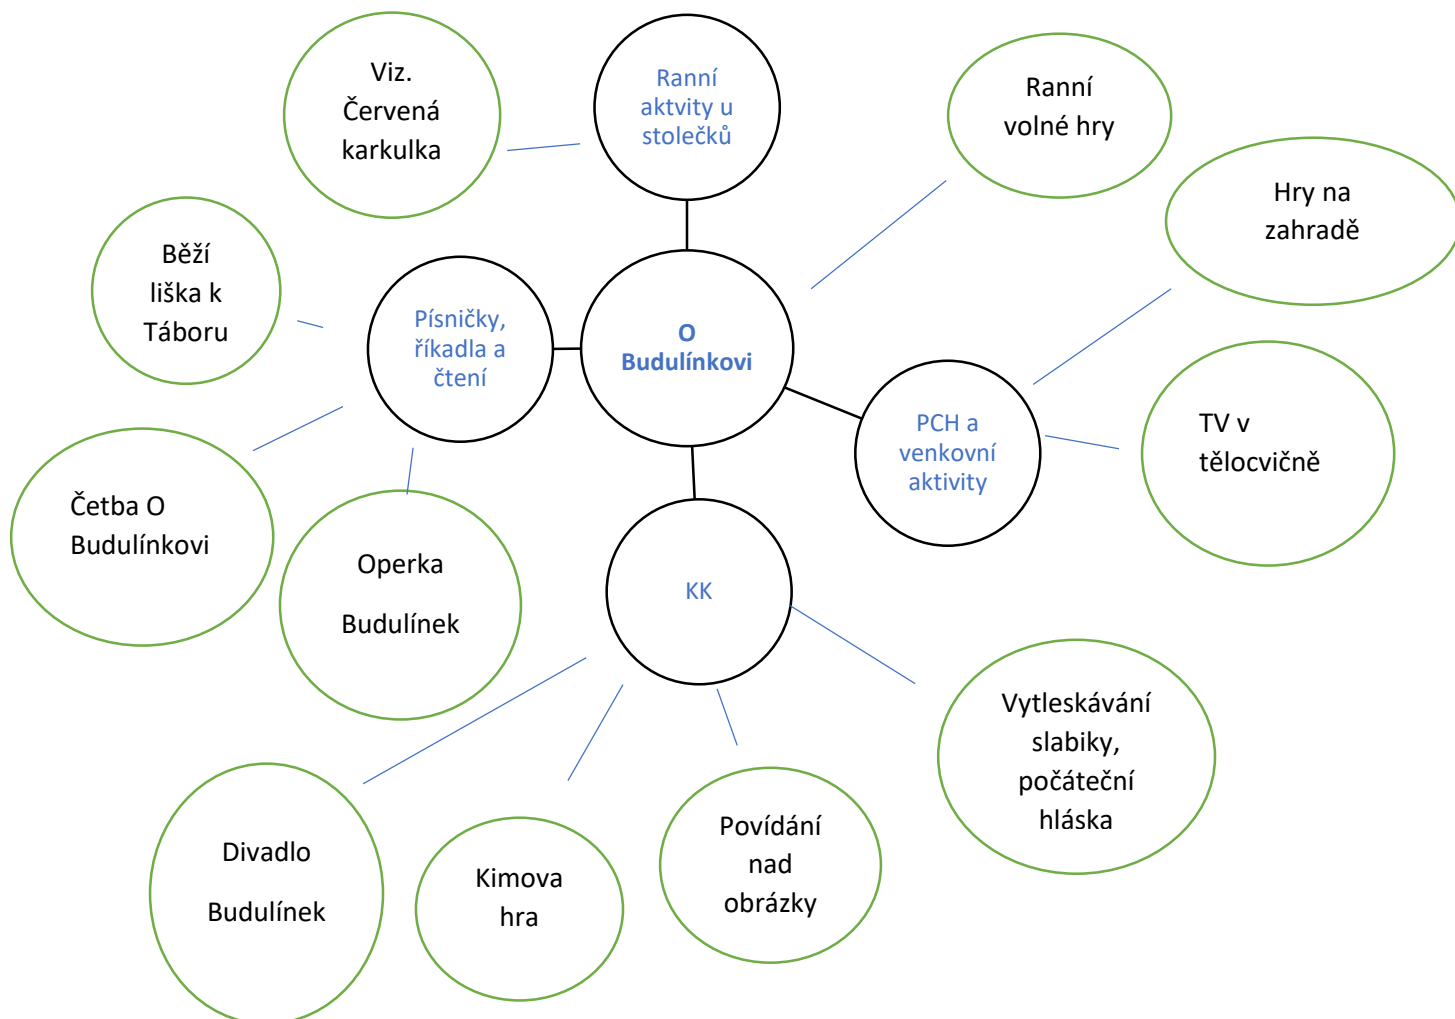 Viz.
Červená
karkulka
Ranní
aktvity u
stolečků
Ranní
volné hry
Hry na
zahradě
Běží
liška k
Táboru
Písničky,
říkadla a
čtení
O
Budulínkovi
PCH a
venkovní
aktivity
TV v
tělocvičně
Četba O
Budulínkovi
Operka
Budulínek
KK
Vytleskávání
slabiky,
počáteční
hláska
Divadlo
Budulínek
Kimova
hra
Povídání
nad
obrázky